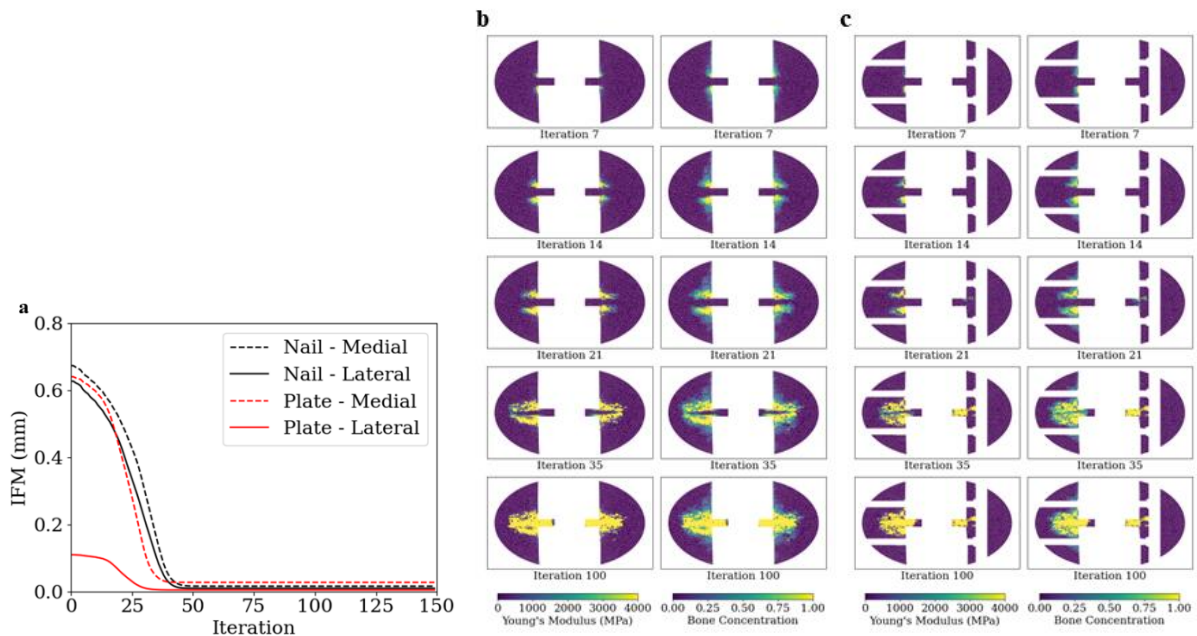 a
0.8
0.6
0.4
0.2
0.0
IFM (mm)
Nail - Medial
Nail - Lateral
Plate - Medial
Plate - Lateral
0 25 50 75 100 125 150
Iteration
b
Iteration 7 Iteration 7
Iteration 14 Iteration 14
Iteration 21 Iteration 21
Iteration 35 Iteration 35
Iteration 100 Iteration 100
0 1000 2000 3000 4000 0.00 0.25 0.50 0.75 1.00
Young's Modulus (MPa) Bone Concentration
c
Iteration 7 Iteration 7
Iteration 14 Iteration 14
Iteration 21 Iteration 21
Iteration 35 Iteration 35
Iteration 100 Iteration 100
0 1000 2000 3000 4000 0.00 0.25 0.50 0.75 1.00
Young's Modulus (MPa) Bone Concentration